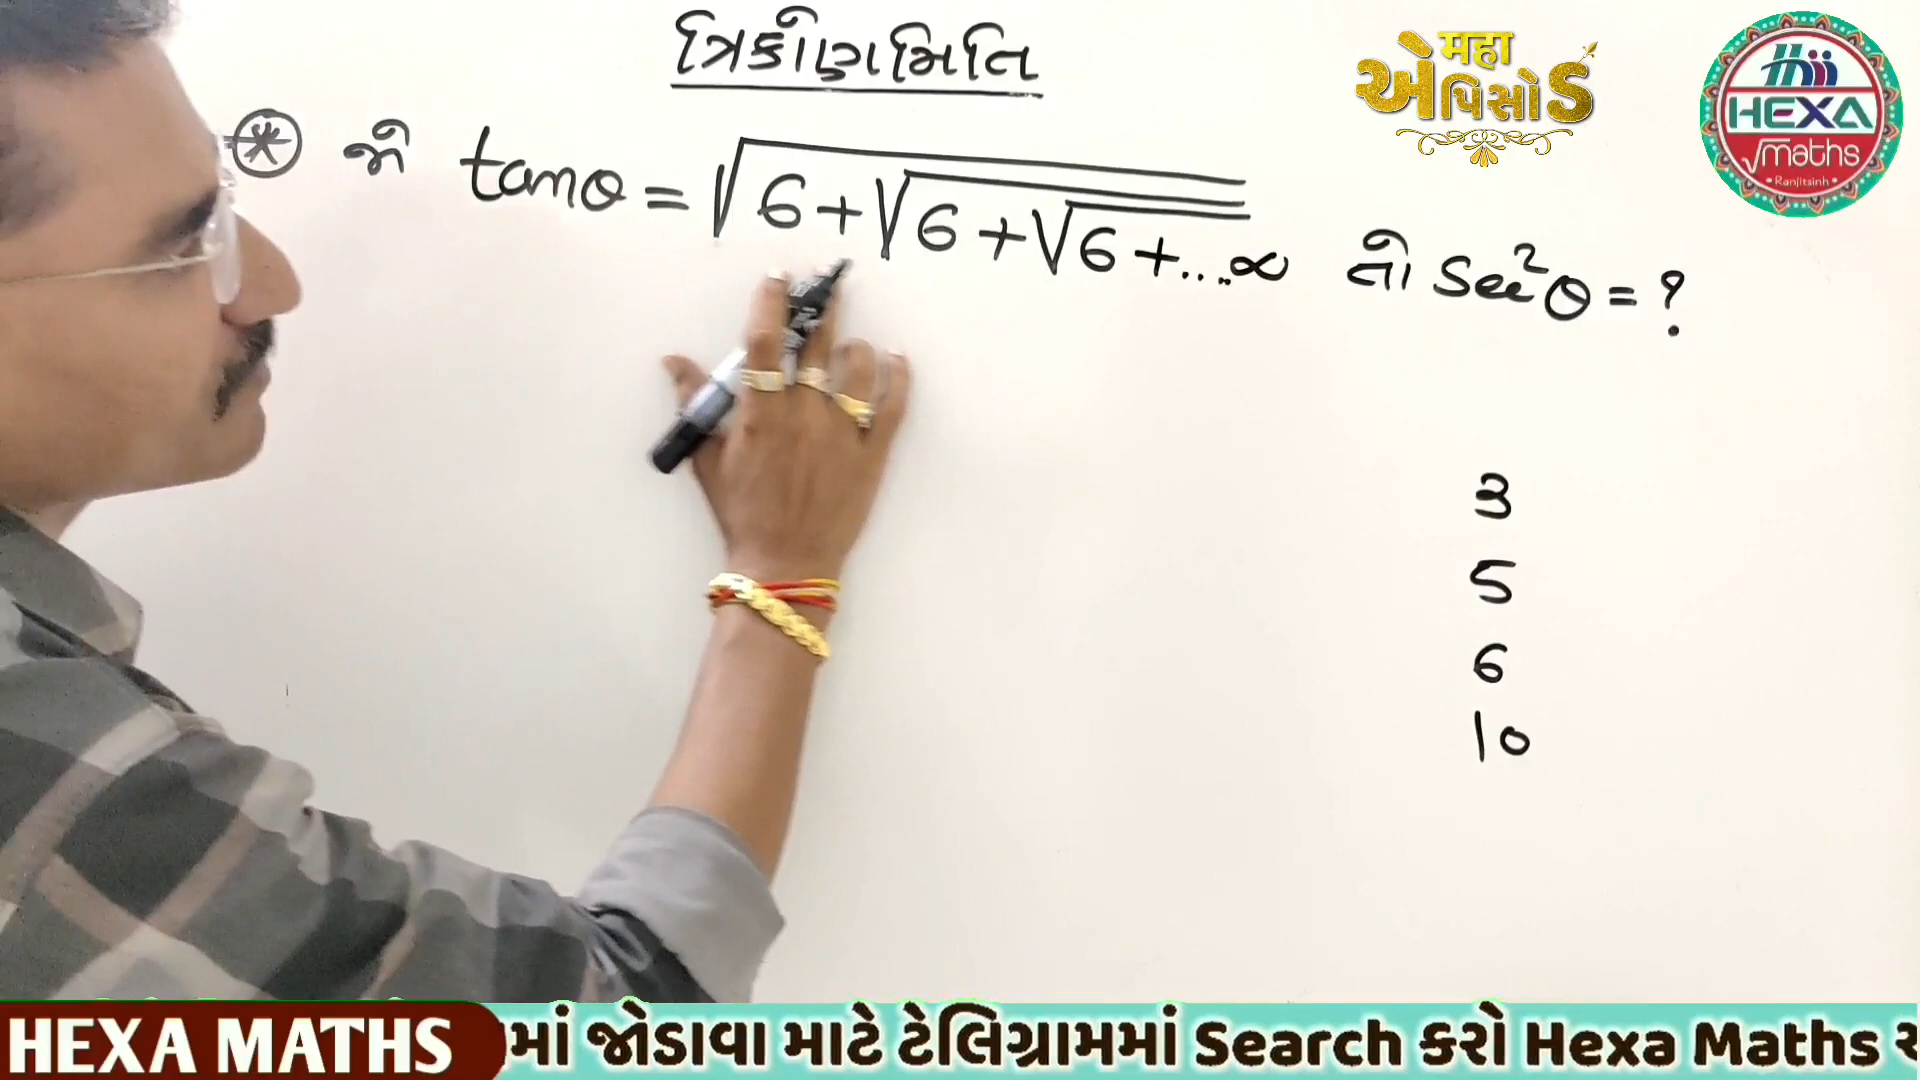 ત્રિકોણમિતિ
મહા
એપિસોડ
HEXA
√maths
• Ranjitsinh •
જો tanθ = √6+√6+√6+....∞ તો Sec²θ = ?
3
5
6
10
HEXA MATHS
માં જોડાવા માટે ટેલિગ્રામમાં Search કરો Hexa Maths